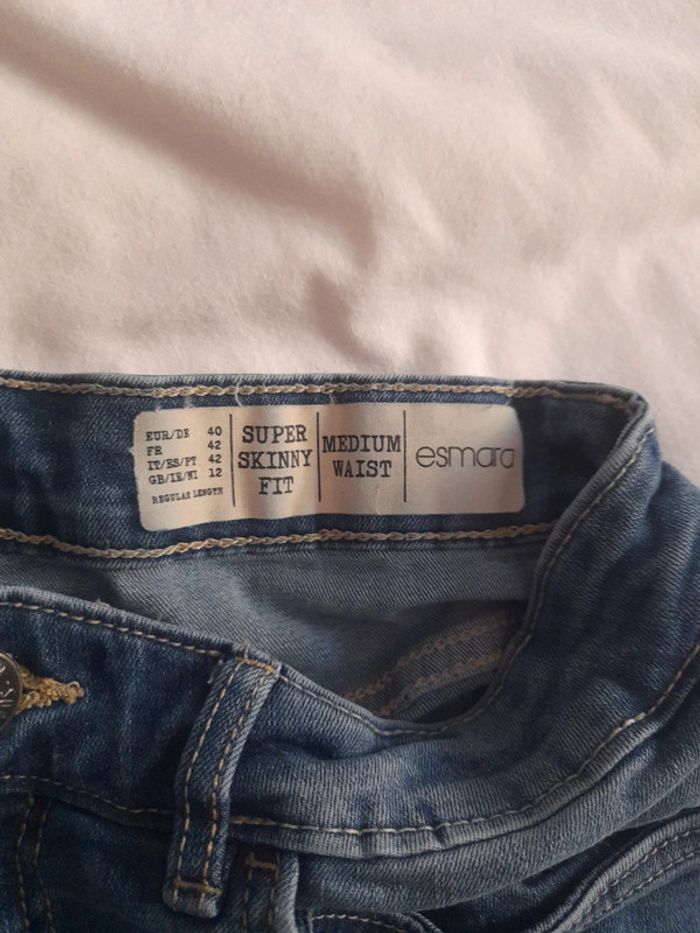 EUR/DE 40
FR 42
IT/ES/PT 42
GB/IE/NI 12
REGULAR LENGTH
SUPER
SKINNY
FIT
MEDIUM
WAIST
esmara